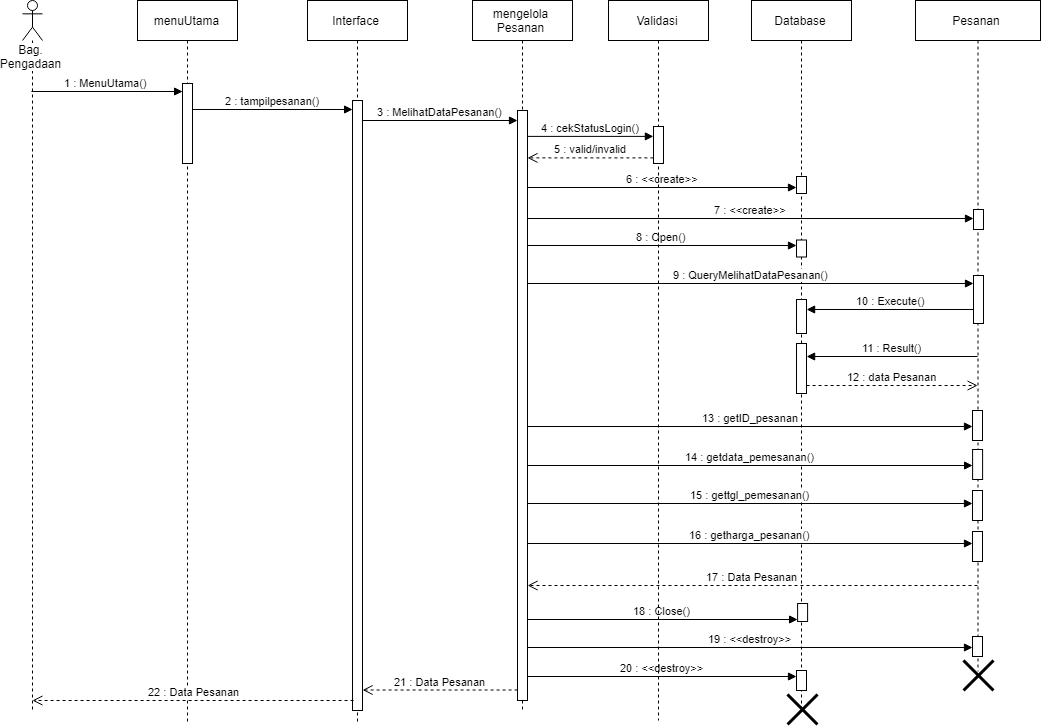 menuUtama
Interface
mengelola
Pesanan
Validasi
Database
Pesanan
Bag.
Pengadaan
1 : MenuUtama()
2 : tampilpesanan()
3 : MelihatDataPesanan()
4 : cekStatusLogin()
5 : valid/invalid
6 : <<create>>
7 : <<create>>
8 : Open()
9 : QueryMelihatDataPesanan()
10 : Execute()
11 : Result()
12 : data Pesanan
13 : getID_pesanan
14 : getdata_pemesanan()
15 : gettgl_pemesanan()
16 : getharga_pesanan()
17 : Data Pesanan
18 : Close()
19 : <<destroy>>
20 : <<destroy>>
21 : Data Pesanan
22 : Data Pesanan